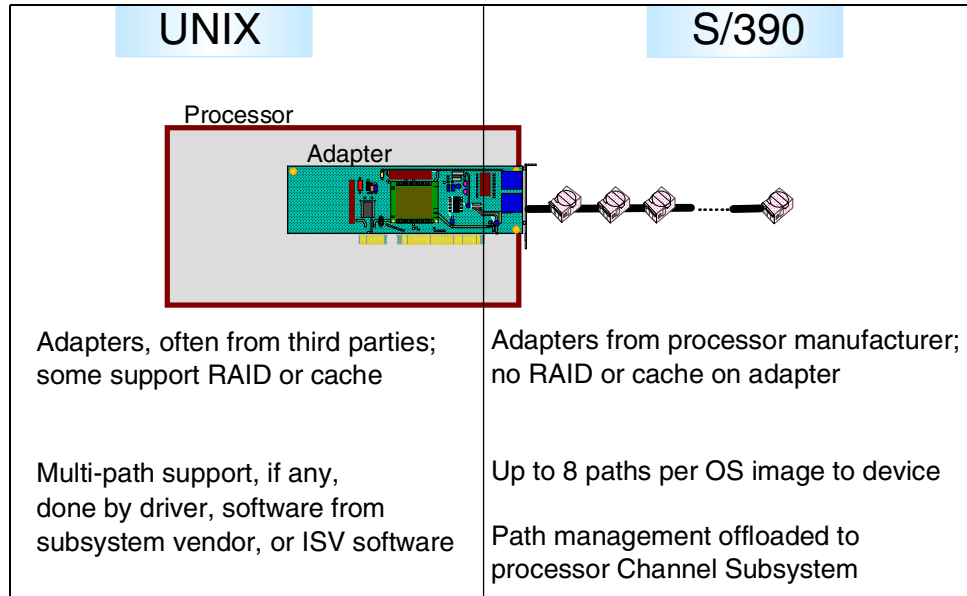 UNIX
S/390
Processor
Adapter
Adapters, often from third parties;
some support RAID or cache
Adapters from processor manufacturer;
no RAID or cache on adapter
Multi-path support, if any,
done by driver, software from
subsystem vendor, or ISV software
Up to 8 paths per OS image to device
Path management offloaded to
processor Channel Subsystem